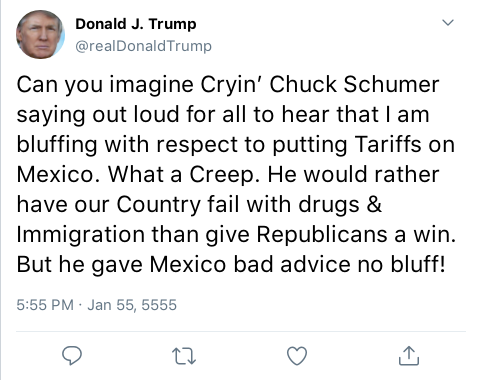 Donald J. Trump
@realDonaldTrump
Can you imagine Cryin’ Chuck Schumer
saying out loud for all to hear that I am
bluffing with respect to putting Tariffs on
Mexico. What a Creep. He would rather
have our Country fail with drugs &
Immigration than give Republicans a win.
But he gave Mexico bad advice no bluff!
5:55 PM · Jan 55, 5555